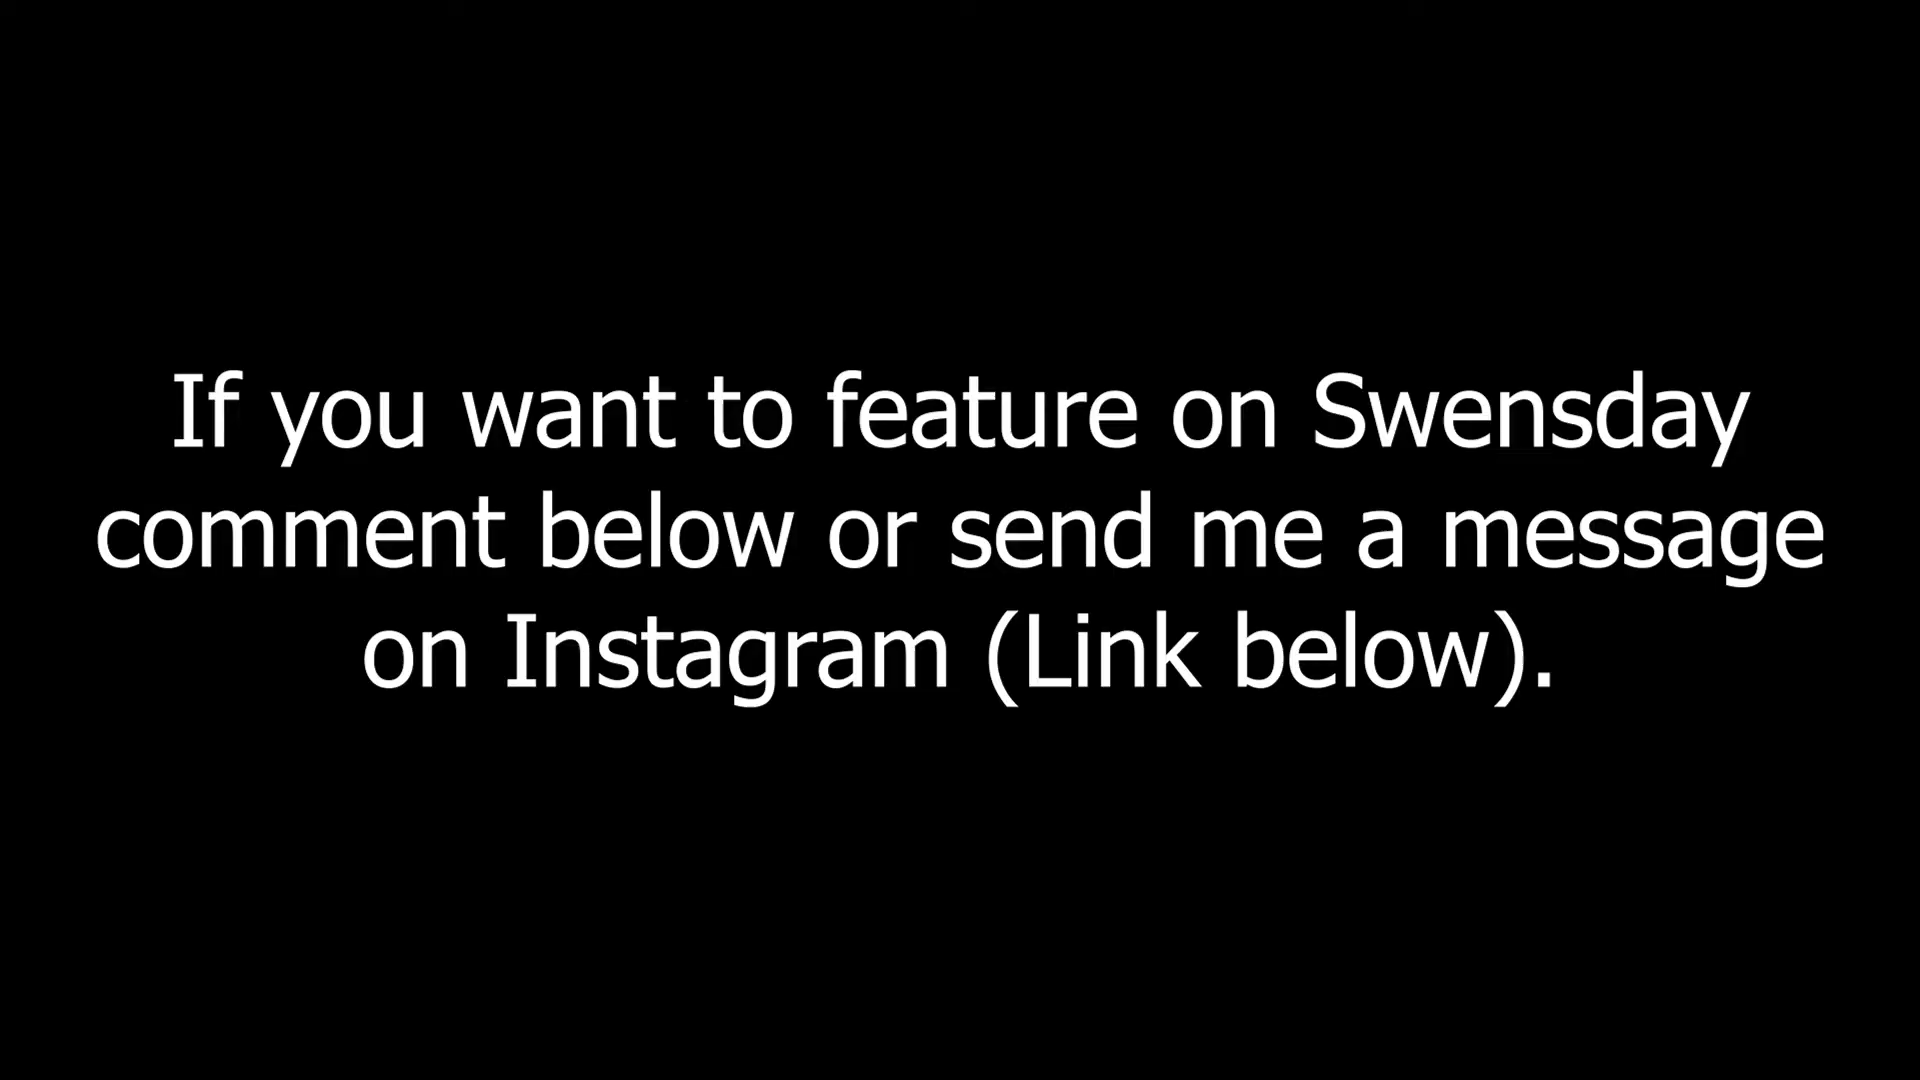 If you want to feature on Swensday
comment below or send me a message
on Instagram (Link below).